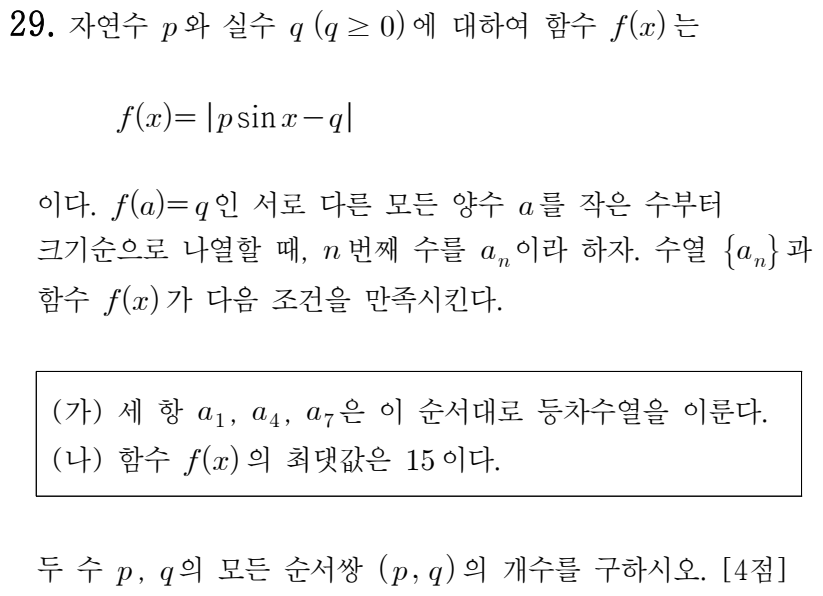 29. 자연수 p와 실수 q (q ≥ 0)에 대하여 함수 f(x)는
f(x)= |p sin x − q|
이다. f(a)= q인 서로 다른 모든 양수 a를 작은 수부터
크기순으로 나열할 때, n번째 수를 aₙ이라 하자. 수열 {aₙ}과
함수 f(x)가 다음 조건을 만족시킨다.
(가) 세 항 a₁, a₄, a₇은 이 순서대로 등차수열을 이룬다.
(나) 함수 f(x)의 최댓값은 15이다.
두 수 p, q의 모든 순서쌍 (p, q)의 개수를 구하시오. [4점]